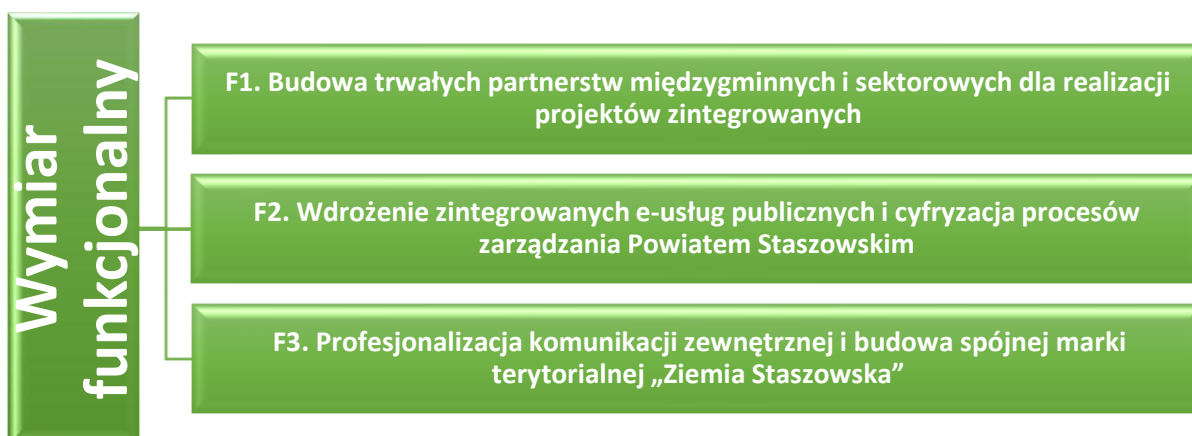 Wymiar
funkcjonalny
F1. Budowa trwałych partnerstw międzygminnych i sektorowych dla realizacji
projektów zintegrowanych
F2. Wdrożenie zintegrowanych e-usług publicznych i cyfryzacja procesów
zarządzania Powiatem Staszowskim
F3. Profesjonalizacja komunikacji zewnętrznej i budowa spójnej marki
terytorialnej „Ziemia Staszowska”